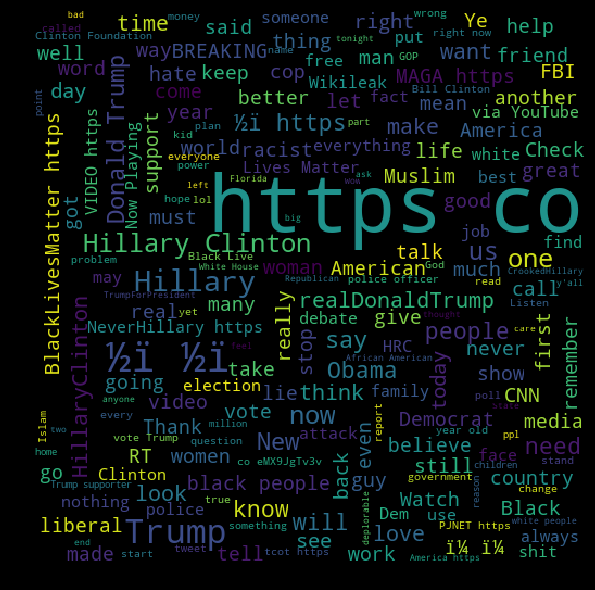 bad
money
someone
wrong
called
time
said
right
Ye
help
Clinton Foundation
thing
put
right now
name
tonight
well
wayBREAKING
free
man
GOP
want
friend
word
hate
keep
cop
Wikileak
MAGA https
FBI
day
come
better
let
fact
Bill Clinton
mean
another
point
year
½ï https
part
make
America
via YouTube
kid
plan
world
racist
everything
life
white
Check
VIDEO https
Donald Trump
Now Playing
support
everyone
power
Lives Matter
wow
ask
Muslim
best
great
BlackLivesMatter https
got
must
left
hope
lol
Florida
https co
good
job
find
Hillary Clinton
big
us
one
problem
Black Live
woman
talk
God
White House
American
much
CrookedHillary
y'all
may
Hillary
Republican
police officer
read
call
TrumpForPresident
many
realDonaldTrump
Listen
real
yet
really
debate
give
people
thought
first
remember
NeverHillary https
stop
say
HRC
never
care
½ï ½ï
feel
African American
today
take
Obama
show
HillaryClinton
going
election
lie
think
family
poll
CNN
anyone
video
vote
now
State
media
Islam
two
every
Thank
New
attack
even
report
Democrat
need
vote Trump
question
million
year old
ppl
believe
home
RT
women
co eMX9JgTv3v
back
still
face
stand
go
Clinton
guy
government
children
country
Trump supporter
black people
deplorable
reason
change
nothing
look
true
Watch
Black
white people
liberal
police
know
will
Dem
use
PJNET https
always
Trump
something
see
love
ï¼ ï¼
shit
end
tweet
made
start
tell
tcot https
work
America https